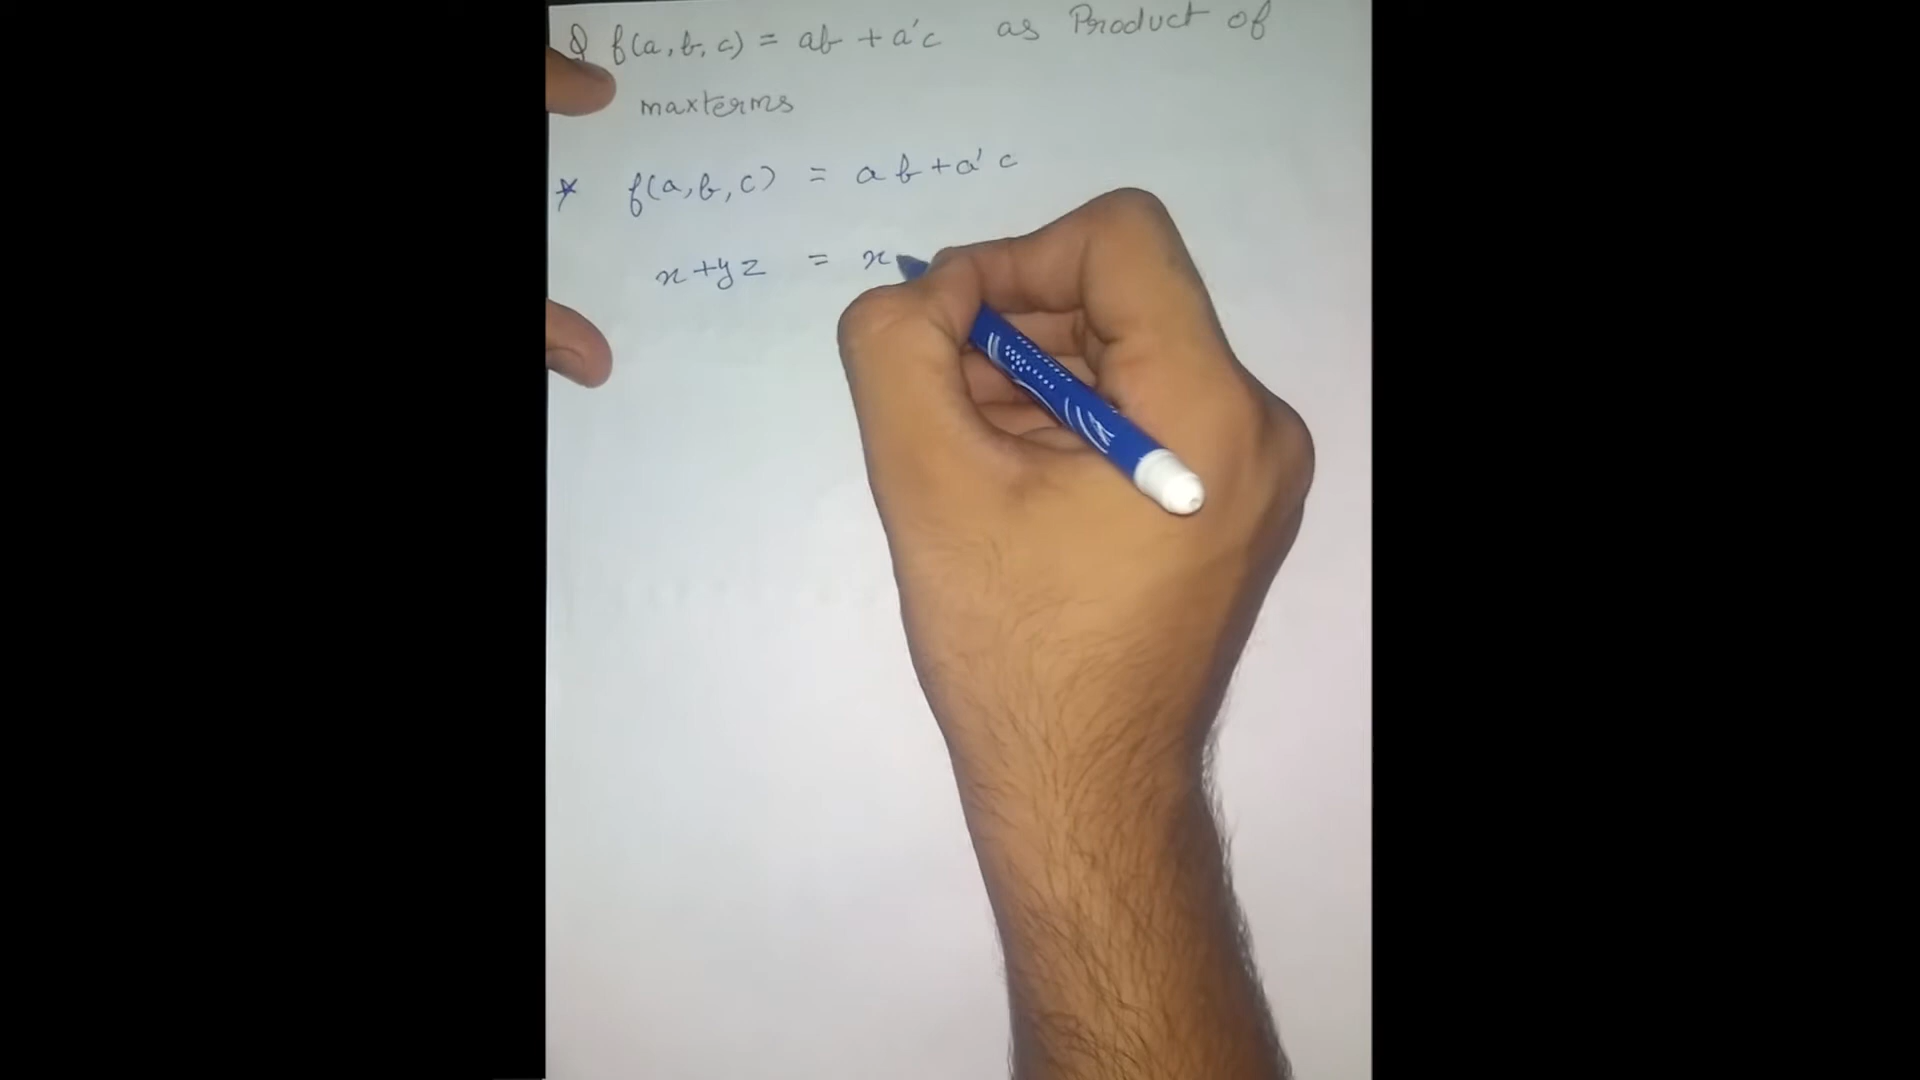 Q f(a, b, c) = ab + a'c as Product of
maxterms
* f(a, b, c) = ab + a'c
x + yz = x